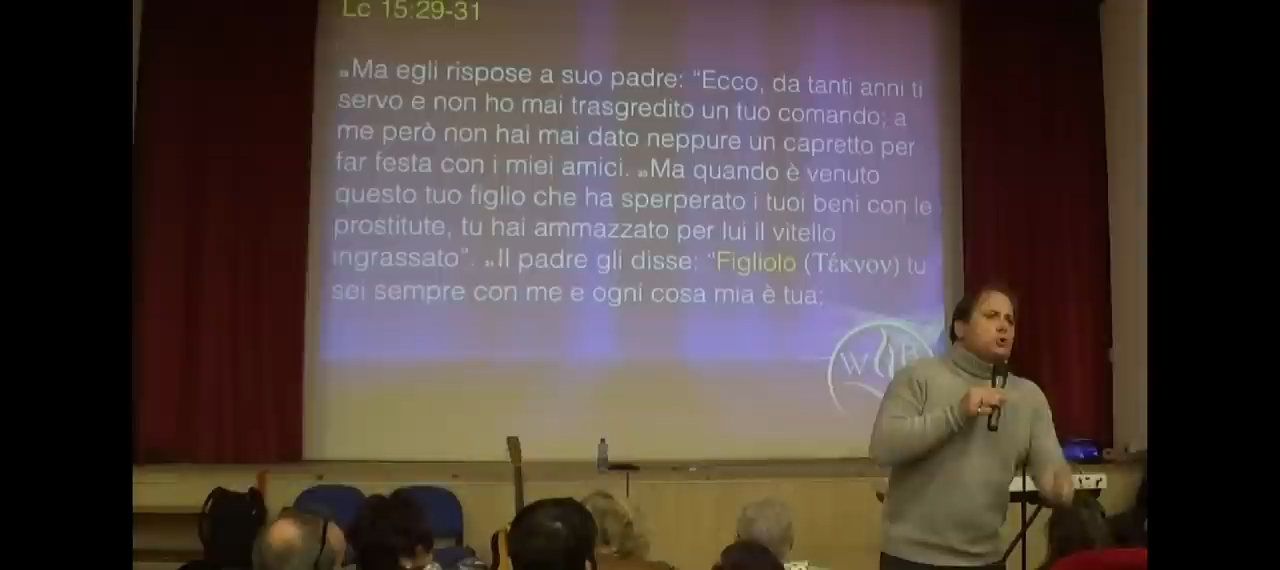 Lc 15:29-31
29Ma egli rispose a suo padre: “Ecco, da tanti anni ti
servo e non ho mai trasgredito un tuo comando; a
me però non hai mai dato neppure un capretto per
far festa con i miei amici. 30Ma quando è venuto
questo tuo figlio che ha sperperato i tuoi beni con le
prostitute, tu hai ammazzato per lui il vitello
ingrassato”. 31Il padre gli disse: “Figliolo (Τέκνον) tu
sei sempre con me e ogni cosa mia è tua;